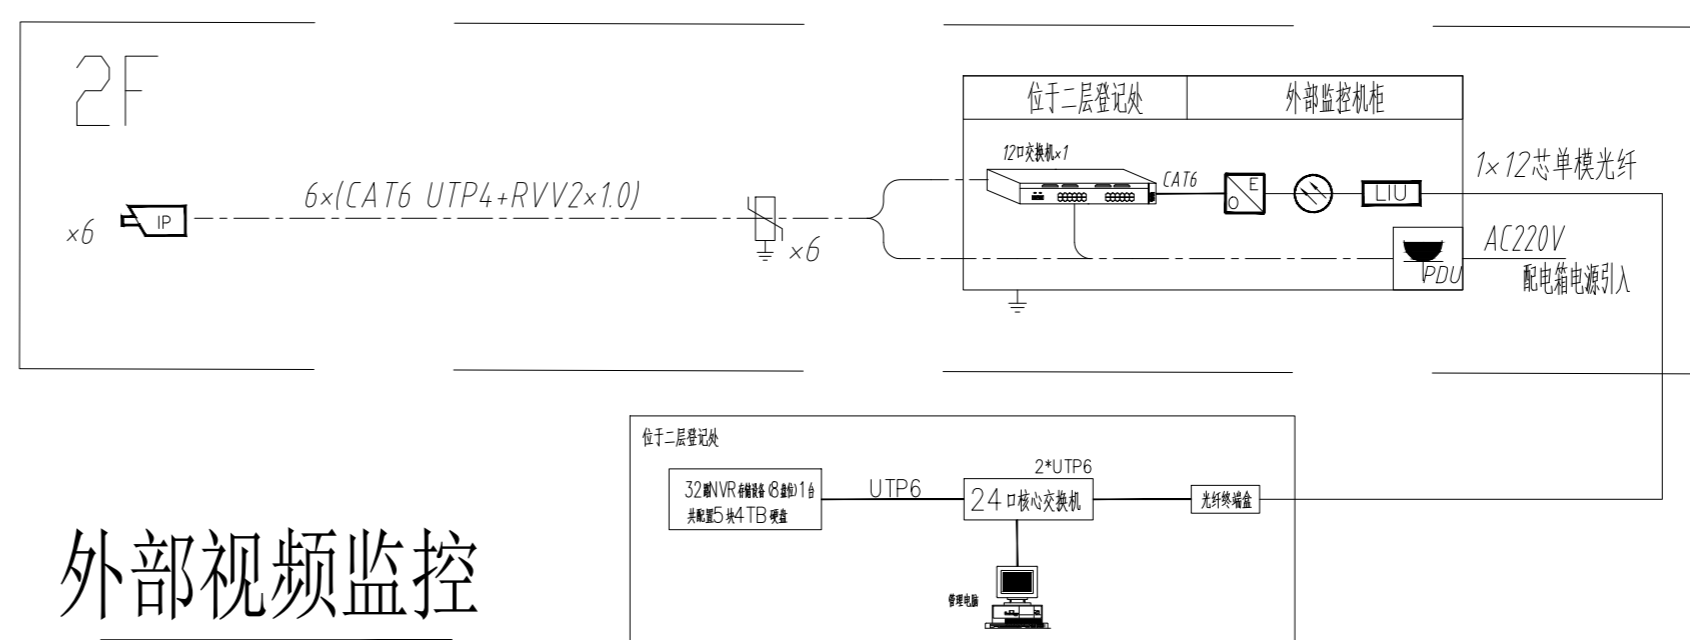 2F
位于二层登记处
外部监控机柜
12口交换机×1
CAT6
E
O
LIU
1×12芯单模光纤
×6
IP
6×(CAT6 UTP4+RVV2×1.0)
×6
PDU
AC220V
配电箱电源引入
位于二层登记处
32路NVR存储设备(8盘位)1台
共配置5块4TB硬盘
UTP6
2*UTP6
24口核心交换机
光纤终端盒
管理电脑
外部视频监控